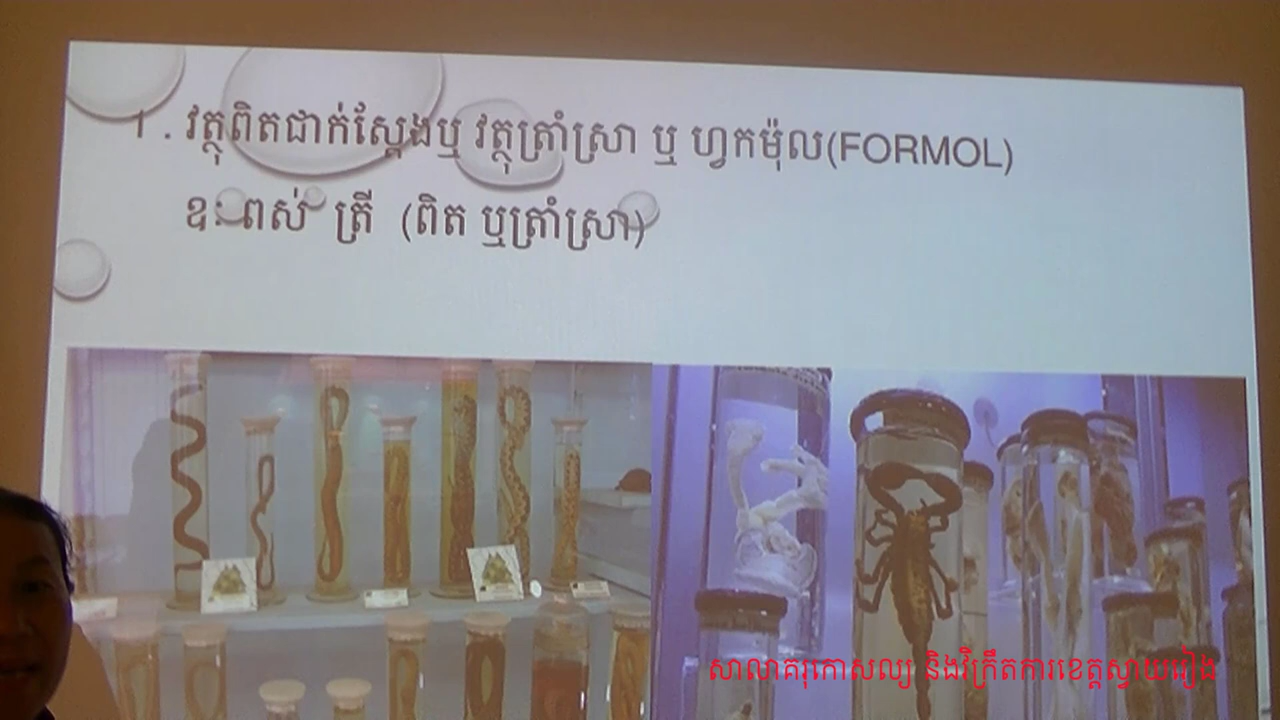 1 . វត្ថុពិតជាក់ស្តែងឬ វត្ថុត្រាំស្រា ឬ ហ្វកម៉ុល(FORMOL)
ឧៈ ពស់ ត្រី (ពិត ឬត្រាំស្រា)
សាលាគរុកោសល្យ និងវិក្រឹតការខេត្តស្វាយរៀង